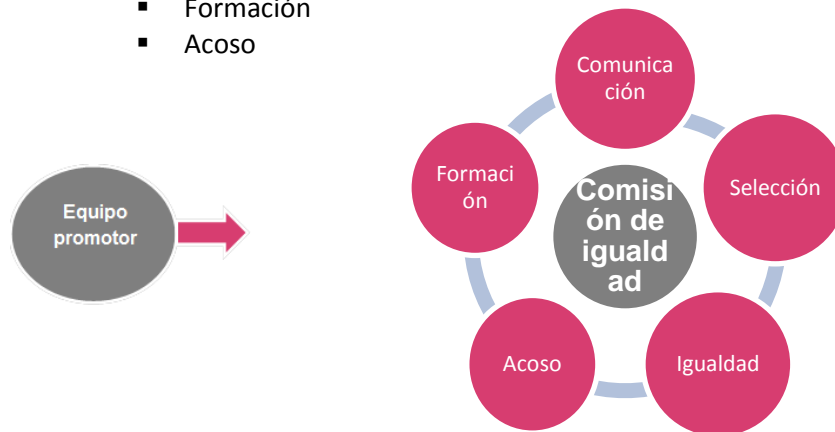 ▪ Formación
▪ Acoso
Equipo
promotor
Comunica
ción
Formaci
ón
Selección
Comisi
ón de
iguald
ad
Acoso
Igualdad